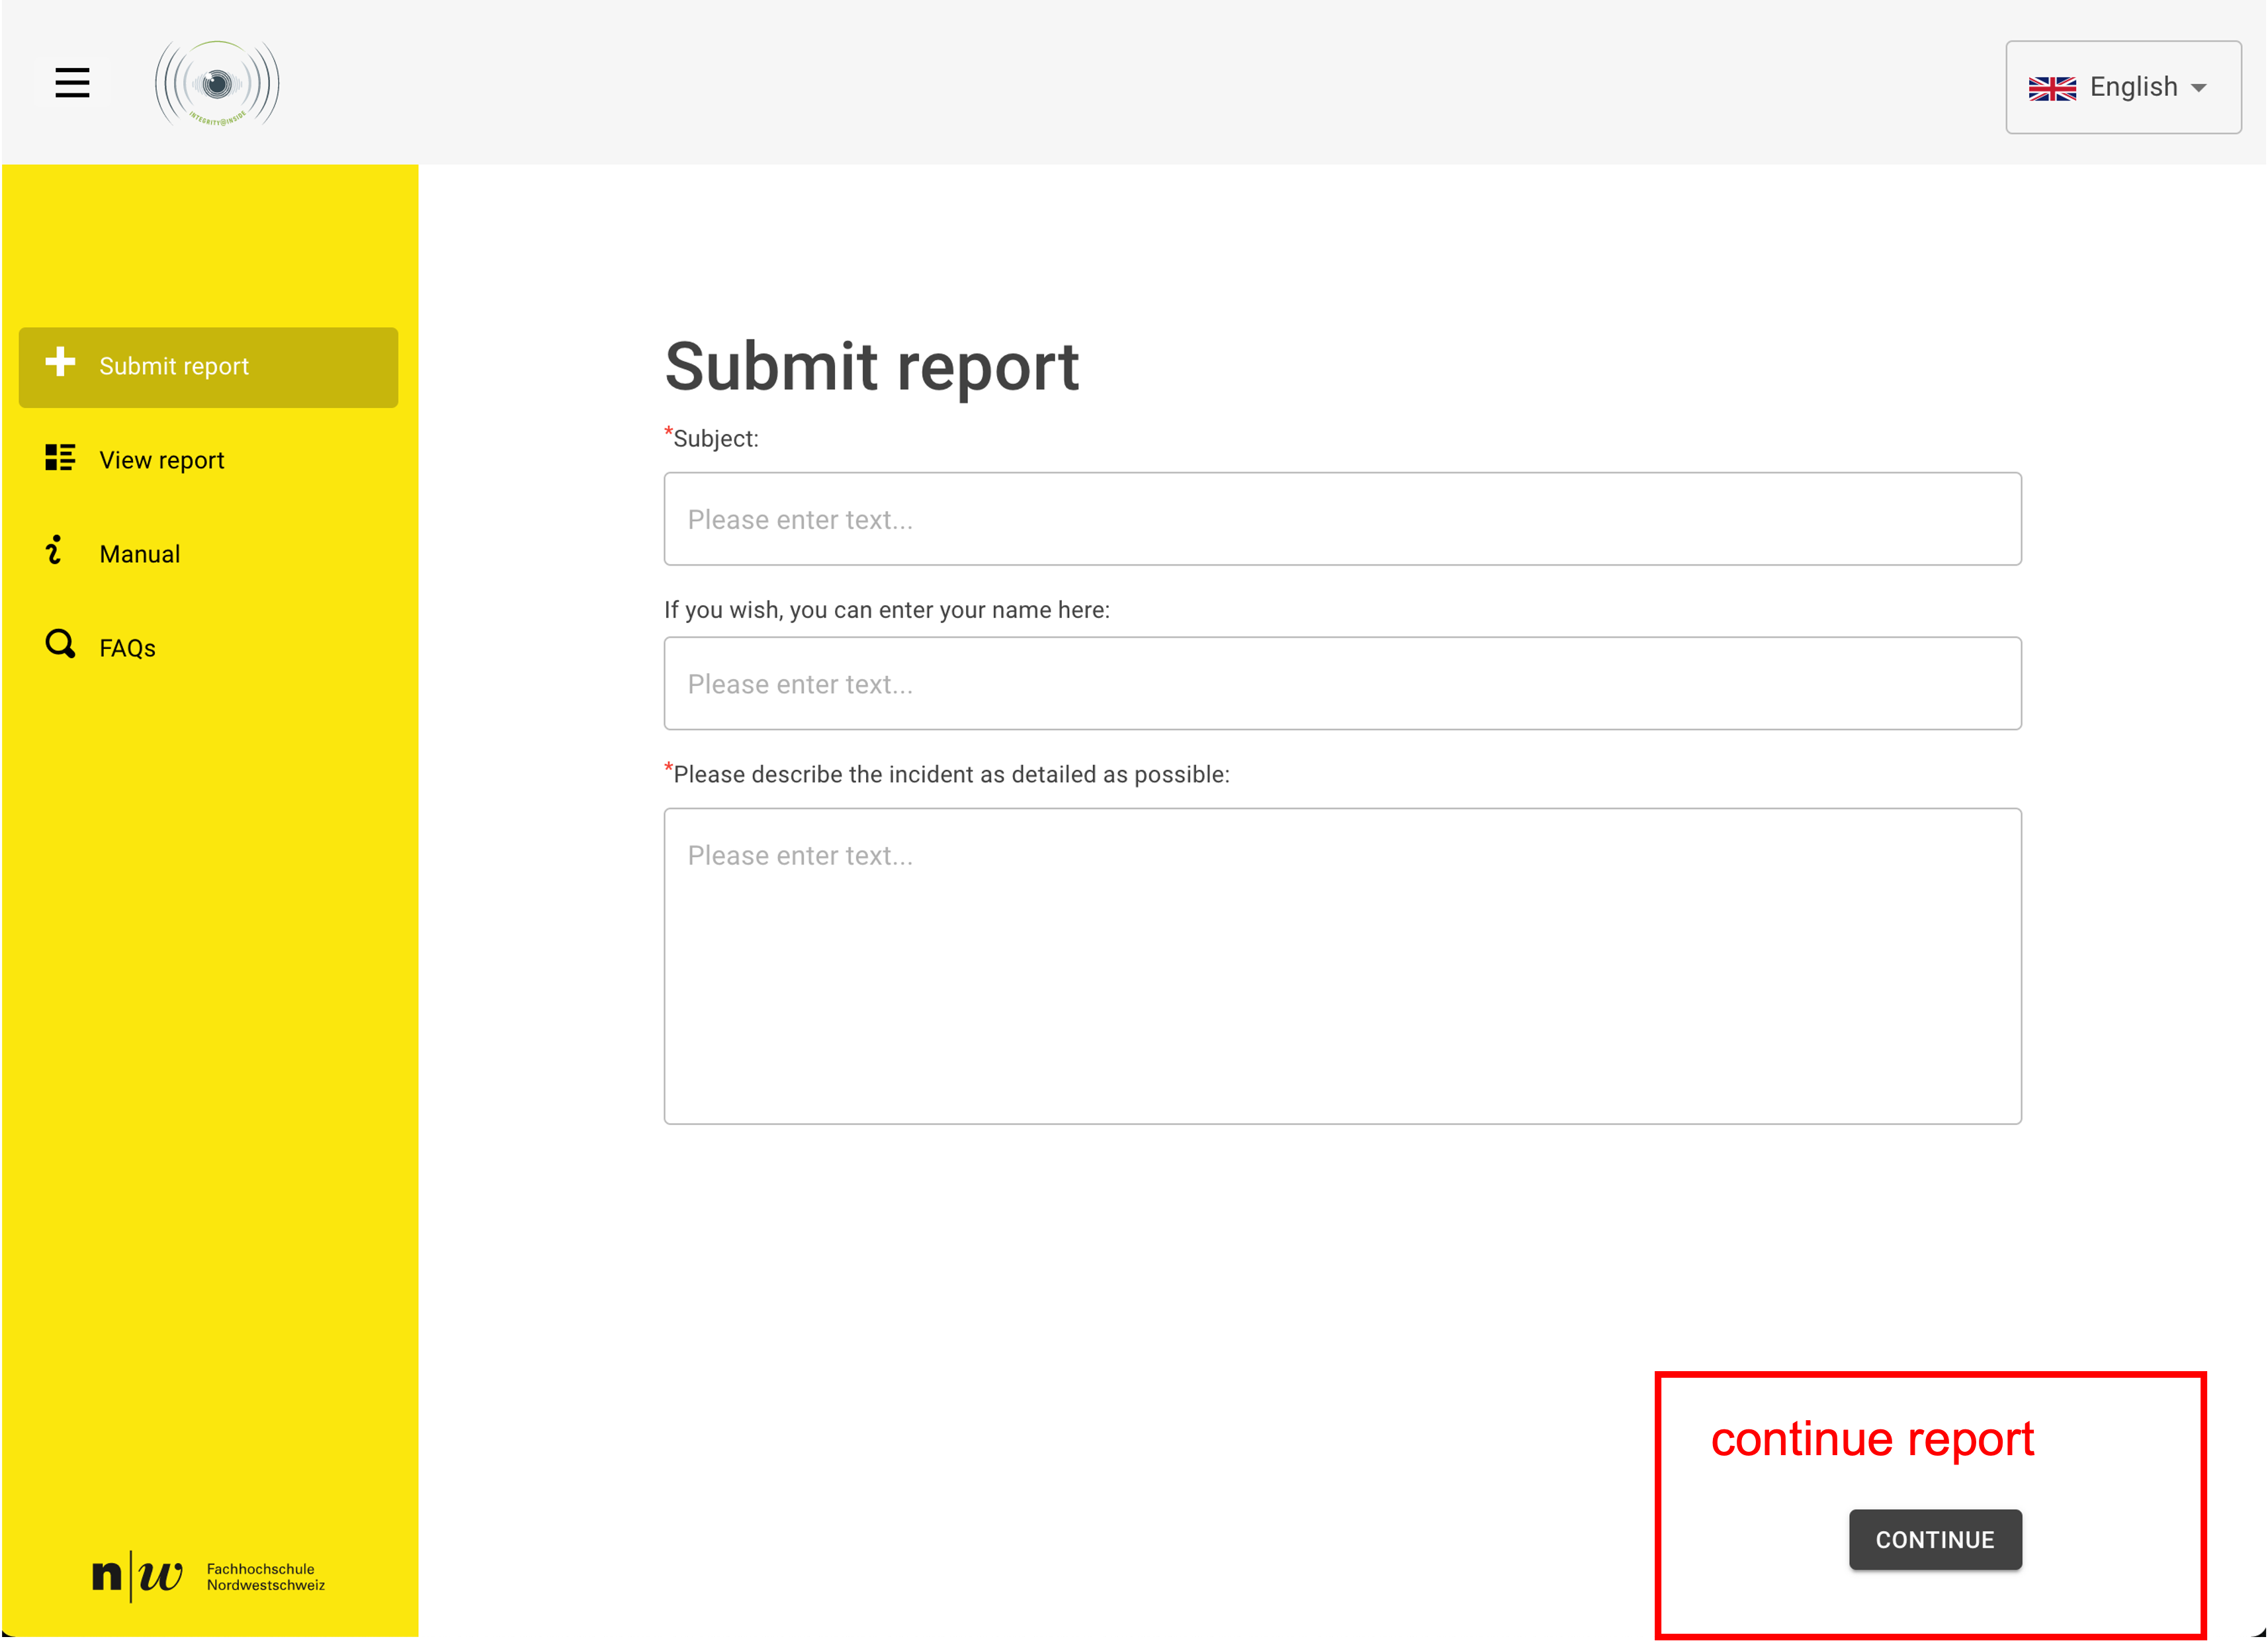 INTEGRITY@INSIDE
English
Submit report
View report
Manual
FAQs
Submit report
*Subject:
Please enter text...
If you wish, you can enter your name here:
Please enter text...
*Please describe the incident as detailed as possible:
Please enter text...
continue report
CONTINUE
n|w
Fachhochschule
Nordwestschweiz